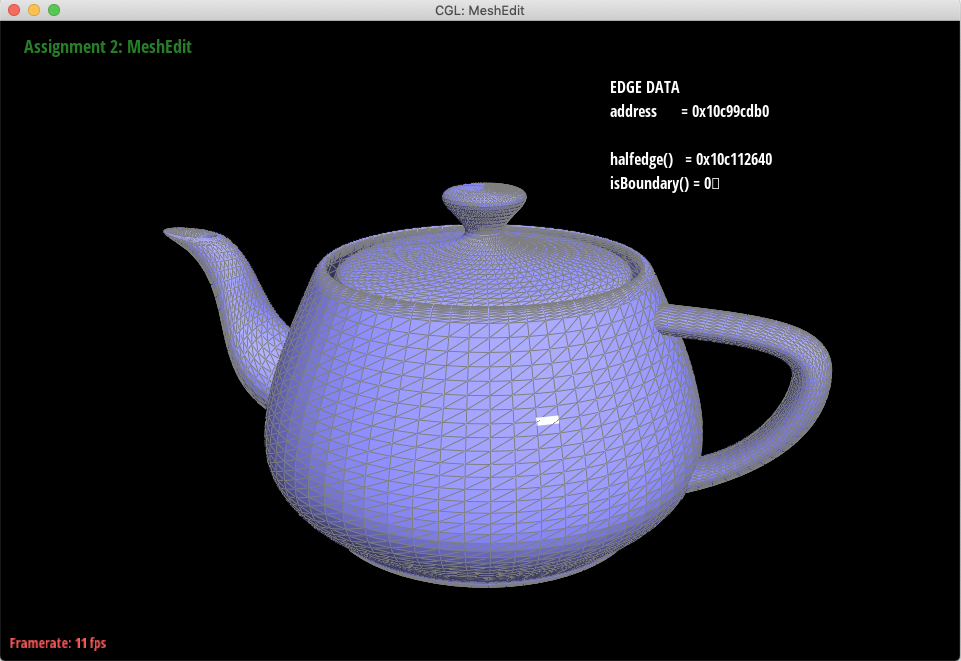 CGL: MeshEdit
Assignment 2: MeshEdit
EDGE DATA
address = 0x10c99cdb0
halfedge() = 0x10c112640
isBoundary() = 0▯
Framerate: 11 fps